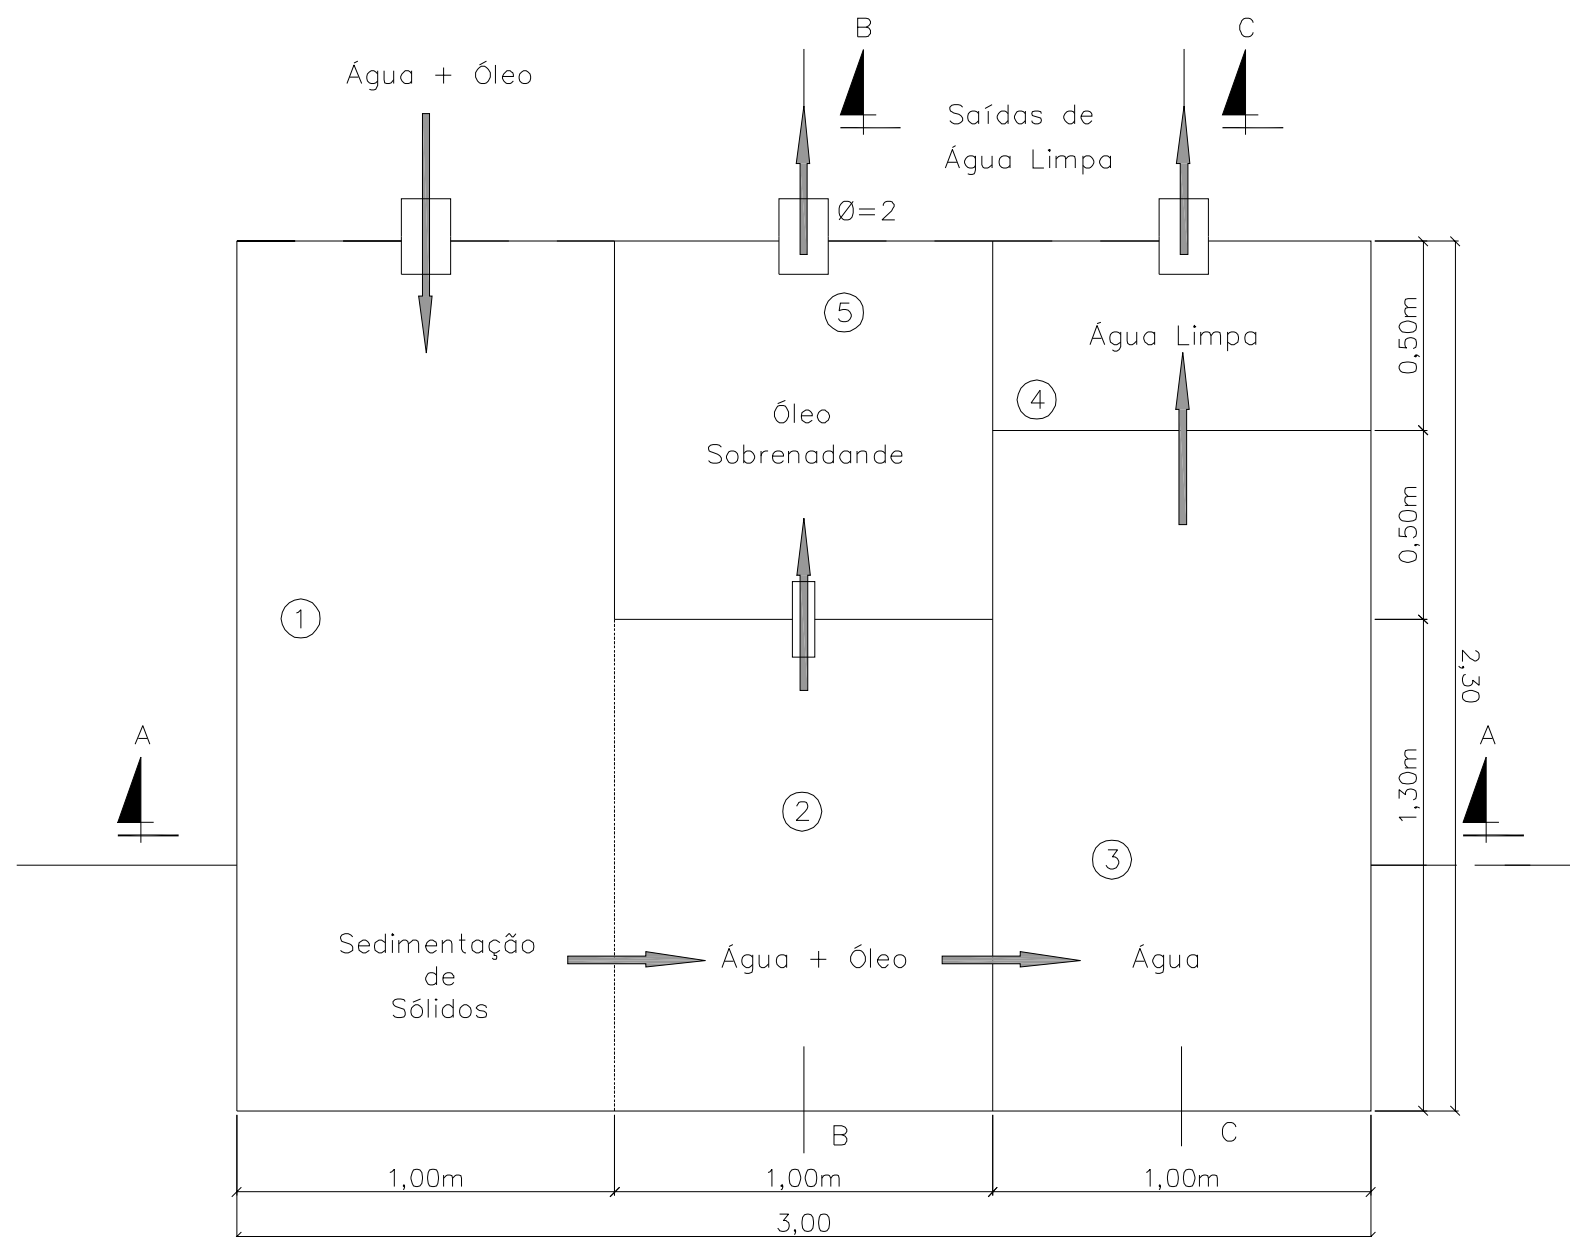 B
C
Água + Óleo
Saídas de
Água Limpa
Ø=2
5
Água Limpa
0,50m
4
Óleo
Sobrenadande
0,50m
1
2,30
A
A
1,30m
2
3
Sedimentação
de
Sólidos
Água + Óleo
Água
B
C
1,00m
1,00m
1,00m
3,00